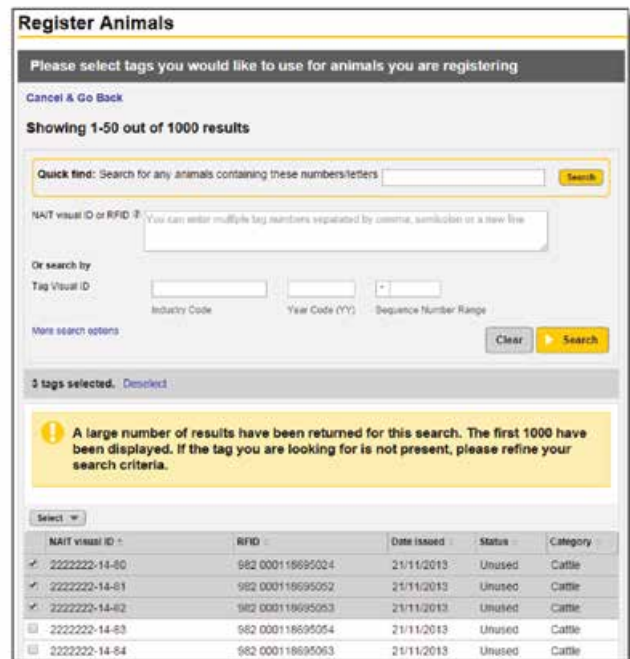 Register Animals
Please select tags you would like to use for animals you are registering
Cancel & Go Back
Showing 1-50 out of 1000 results
Quick find: Search for any animals containing these numbers/letters
Search
NAIT visual ID or RFID
You can enter multiple tag numbers separated by comma, semikolon or a new line
Or search by
Tag Visual ID
-
Industry Code Year Code (YY) Sequence Number Range
More search options
Clear Search
3 tags selected. Deselect
A large number of results have been returned for this search. The first 1000 have
been displayed. If the tag you are looking for is not present, please refine your
search criteria.
Select
NAIT visual ID RFID Date issued Status Category
2222222-14-80 982 000118695024 21/11/2013 Unused Cattle
2222222-14-81 982 000118695052 21/11/2013 Unused Cattle
2222222-14-82 982 000118695053 21/11/2013 Unused Cattle
2222222-14-83 982 000118695054 21/11/2013 Unused Cattle
2222222-14-84 982 000118695063 21/11/2013 Unused Cattle